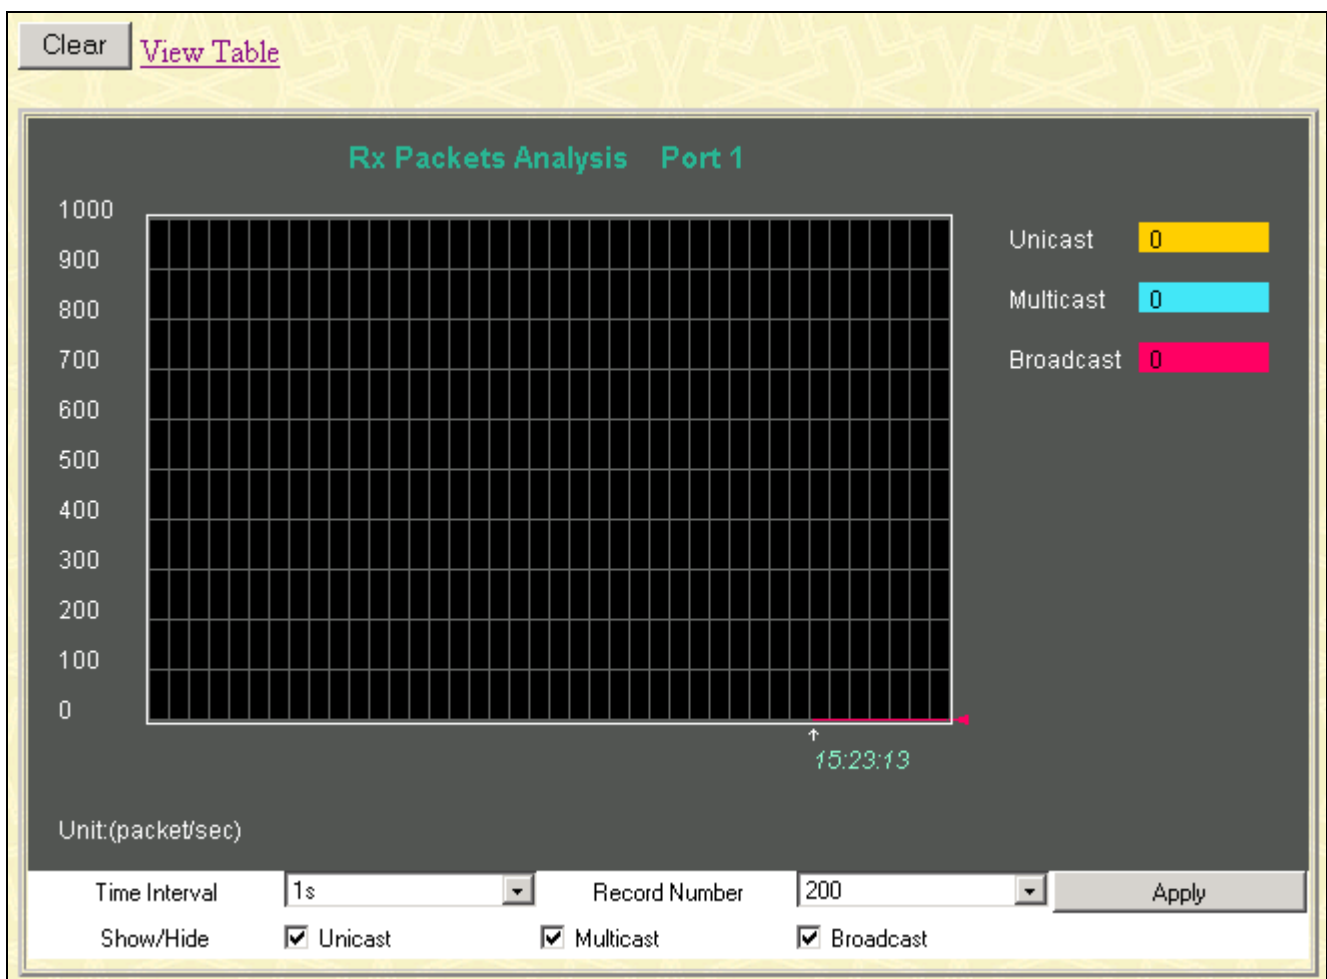 Clear View Table
Rx Packets Analysis Port 1
1000
900
800
700
600
500
400
300
200
100
0
Unicast 0
Multicast 0
Broadcast 0
15:23:13
Unit:(packet/sec)
Time Interval 1s Record Number 200 Apply
Show/Hide Unicast Multicast Broadcast